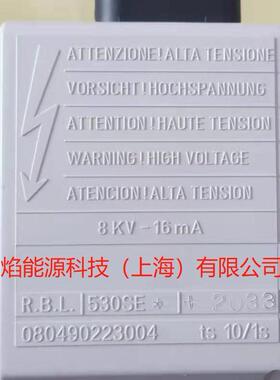 ATTENZIONE!ALTA TENSIONE
VORSICHT!HOCHSPANNUNG
ATTENTION!HAUTE TENSION
WARNING!HIGH VOLTAGE
ATENCION!ALTA TENSION
8 KV - 16 mA
焰能源科技（上海）有限公司
R.B.L. 530SE * + 2033
080490223004 ts 10/1s